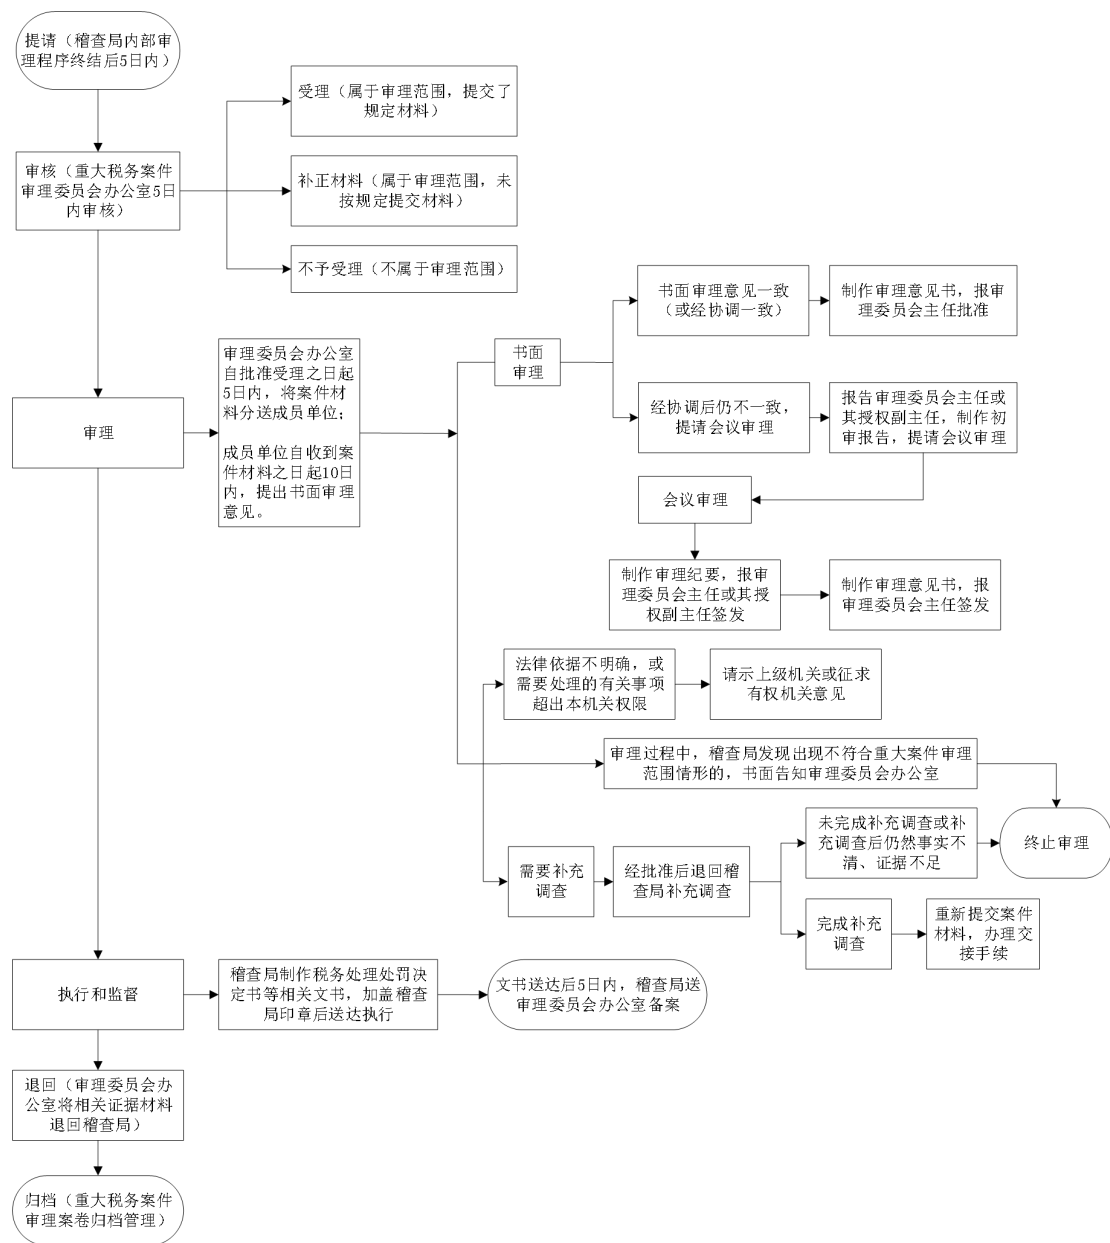 提请（稽查局内部审
理程序终结后5日内）
受理（属于审理范围，提交了
规定材料）
审核（重大税务案件
审理委员会办公室5日
内审核）
补正材料（属于审理范围，未
按规定提交材料）
不予受理（不属于审理范围）
审理
审理委员会办公室
自批准受理之日起
5日内，将案件材
料分送成员单位；
成员单位自收到案
件材料之日起10日
内，提出书面审理
意见。
书面
审理
书面审理意见一致
（或经协调一致）
制作审理意见书，报审
理委员会主任批准
经协调后仍不一致，
提请会议审理
报告审理委员会主任或
其授权副主任，制作初
审报告，提请会议审理
会议审理
制作审理纪要，报审
理委员会主任或其授
权副主任签发
制作审理意见书，报
审理委员会主任签发
法律依据不明确，或
需要处理的有关事项
超出本机关权限
请示上级机关或征求
有权机关意见
审理过程中，稽查局发现出现不符合重大案件审理
范围情形的，书面告知审理委员会办公室
需要补充
调查
经批准后退回稽
查局补充调查
未完成补充调查或补
充调查后仍然事实不
清、证据不足
终止审理
完成补充
调查
重新提交案件
材料，办理交
接手续
执行和监督
稽查局制作税务处理处罚决
定书等相关文书，加盖稽查
局印章后送达执行
文书送达后5日内，稽查局送
审理委员会办公室备案
退回（审理委员会办
公室将相关证据材料
退回稽查局）
归档（重大税务案件
审理案卷归档管理）